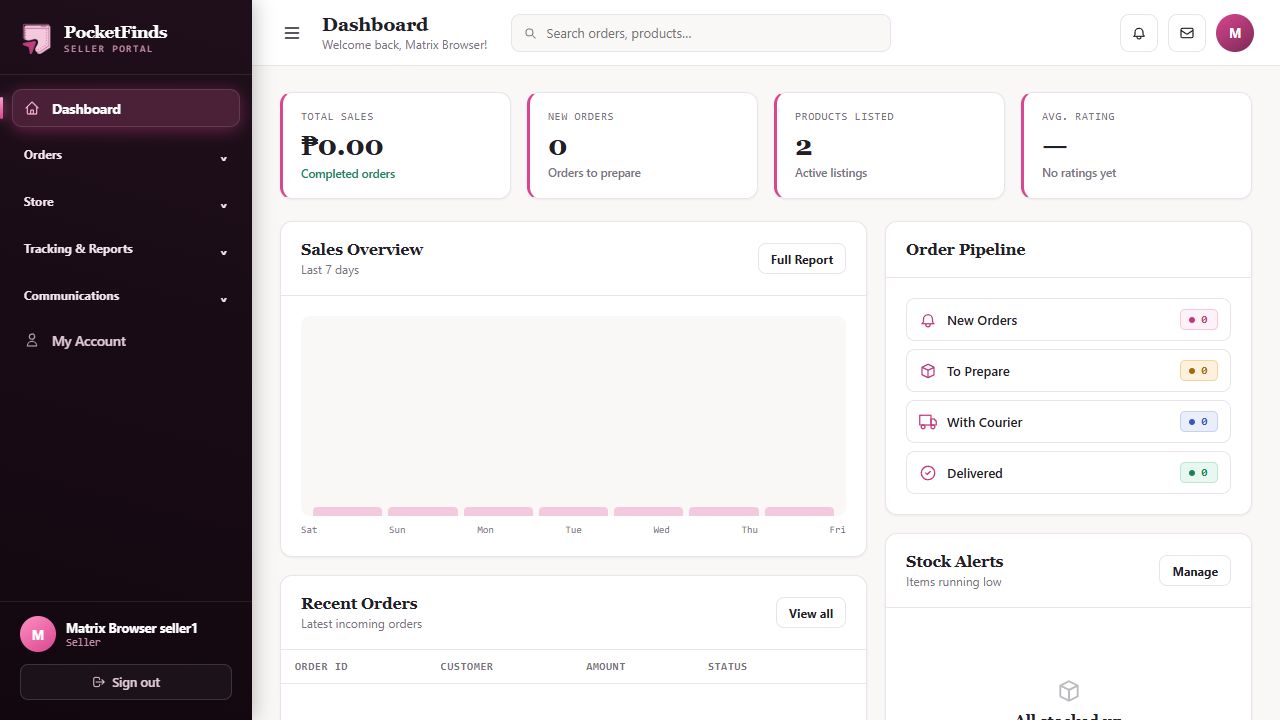 PocketFinds
SELLER PORTAL
Dashboard
Orders
Store
Tracking & Reports
Communications
My Account
M
Matrix Browser seller1
Seller
Sign out
Dashboard
Welcome back, Matrix Browser!
Search orders, products...
M
TOTAL SALES
₱0.00
Completed orders
NEW ORDERS
0
Orders to prepare
PRODUCTS LISTED
2
Active listings
AVG. RATING
—
No ratings yet
Sales Overview
Last 7 days
Full Report
Sat Sun Mon Tue Wed Thu Fri
Order Pipeline
New Orders 0
To Prepare 0
With Courier 0
Delivered 0
Recent Orders
Latest incoming orders
View all
ORDER ID CUSTOMER AMOUNT STATUS
Stock Alerts
Items running low
Manage
All stocked up